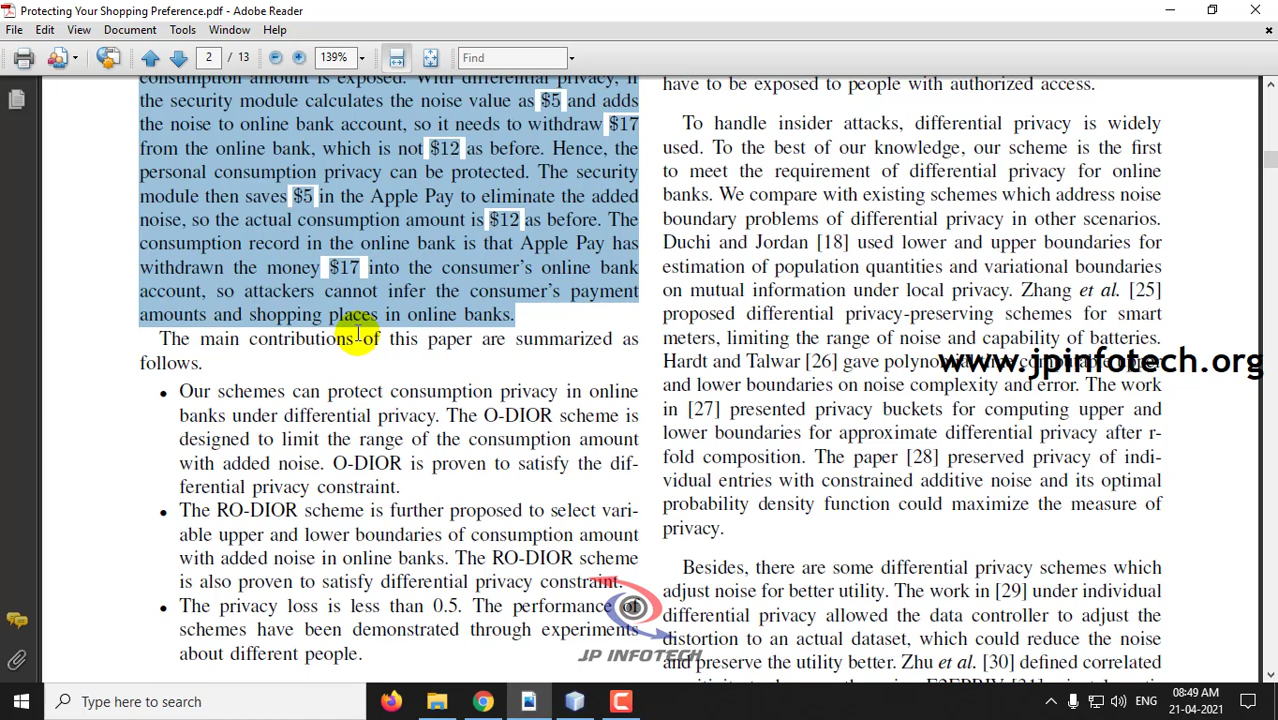 Protecting Your Shopping Preference.pdf - Adobe Reader
File Edit View Document Tools Window Help
2 / 13 139% Find
consumption amount is exposed. With differential privacy, if
the security module calculates the noise value as $5 and adds
the noise to online bank account, so it needs to withdraw $17
from the online bank, which is not $12 as before. Hence, the
personal consumption privacy can be protected. The security
module then saves $5 in the Apple Pay to eliminate the added
noise, so the actual consumption amount is $12 as before. The
consumption record in the online bank is that Apple Pay has
withdrawn the money $17 into the consumer's online bank
account, so attackers cannot infer the consumer's payment
amounts and shopping places in online banks.
The main contributions of this paper are summarized as
follows.
• Our schemes can protect consumption privacy in online
banks under differential privacy. The O-DIOR scheme is
designed to limit the range of the consumption amount
with added noise. O-DIOR is proven to satisfy the dif-
ferential privacy constraint.
• The RO-DIOR scheme is further proposed to select vari-
able upper and lower boundaries of consumption amount
with added noise in online banks. The RO-DIOR scheme
is also proven to satisfy differential privacy constraint.
• The privacy loss is less than 0.5. The performance of
schemes have been demonstrated through experiments
about different people.
have to be exposed to people with authorized access.
To handle insider attacks, differential privacy is widely
used. To the best of our knowledge, our scheme is the first
to meet the requirement of differential privacy for online
banks. We compare with existing schemes which address noise
boundary problems of differential privacy in other scenarios.
Duchi and Jordan [18] used lower and upper boundaries for
estimation of population quantities and variational boundaries
on mutual information under local privacy. Zhang et al. [25]
proposed differential privacy-preserving schemes for smart
meters, limiting the range of noise and capability of batteries.
Hardt and Talwar [26] gave polynomial time computable upper
and lower boundaries on noise complexity and error. The work
in [27] presented privacy buckets for computing upper and
lower boundaries for approximate differential privacy after r-
fold composition. The paper [28] preserved privacy of indi-
vidual entries with constrained additive noise and its optimal
probability density function could maximize the measure of
privacy.
Besides, there are some differential privacy schemes which
adjust noise for better utility. The work in [29] under individual
differential privacy allowed the data controller to adjust the
distortion to an actual dataset, which could reduce the noise
and preserve the utility better. Zhu et al. [30] defined correlated
www.jpinfotech.org
JP INFOTECH
Type here to search
ENG
08:49 AM
21-04-2021